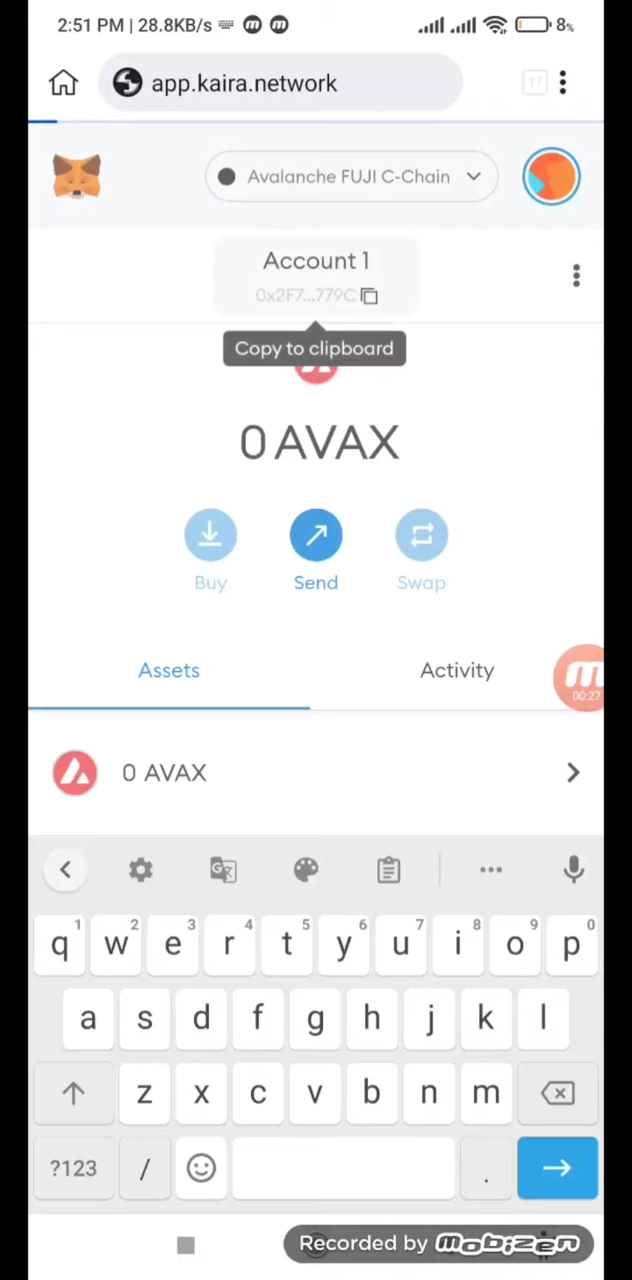 2:51 PM | 28.8KB/s
8%
app.kaira.network
17
Avalanche FUJI C-Chain
Account 1
0x2F7...779C
Copy to clipboard
0 AVAX
Buy Send Swap
Assets Activity
00:27
0 AVAX
1 2 3 4 5 6 7 8 9 0
q w e r t y u i o p
a s d f g h j k l
z x c v b n m
?123 / .
Recorded by mobizen